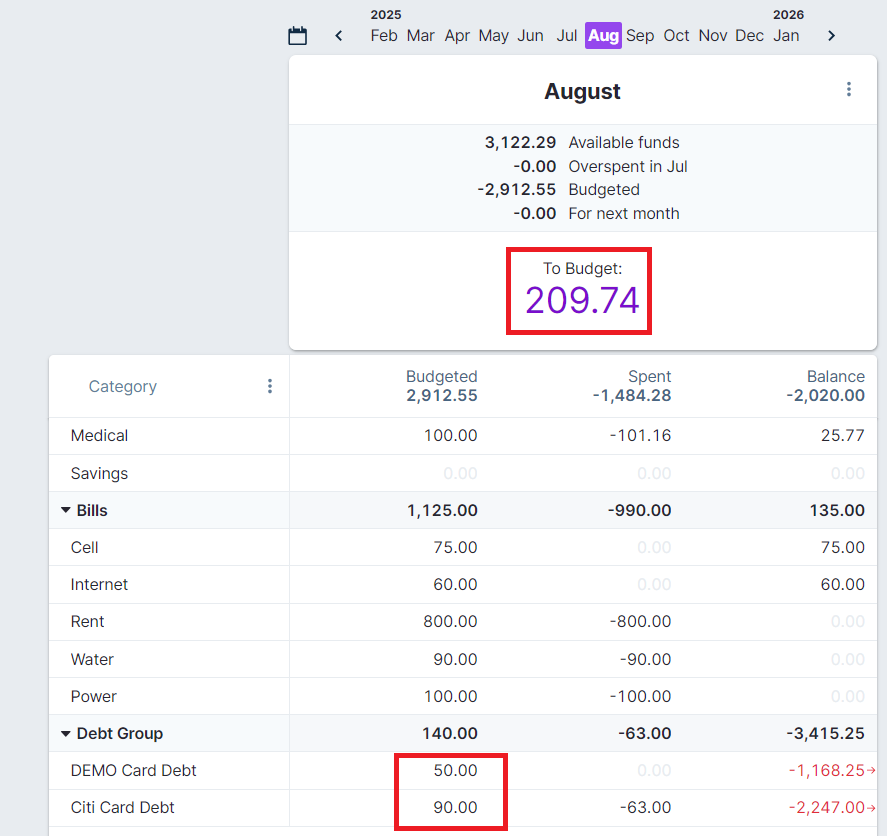 2025 2026
Feb Mar Apr May Jun Jul Aug Sep Oct Nov Dec Jan
August
3,122.29 Available funds
-0.00 Overspent in Jul
-2,912.55 Budgeted
-0.00 For next month
To Budget:
209.74
Category Budgeted Spent Balance
2,912.55 -1,484.28 -2,020.00
Medical 100.00 -101.16 25.77
Savings 0.00 0.00 0.00
Bills 1,125.00 -990.00 135.00
Cell 75.00 0.00 75.00
Internet 60.00 0.00 60.00
Rent 800.00 -800.00 0.00
Water 90.00 -90.00 0.00
Power 100.00 -100.00 0.00
Debt Group 140.00 -63.00 -3,415.25
DEMO Card Debt 50.00 0.00 -1,168.25→
Citi Card Debt 90.00 -63.00 -2,247.00→